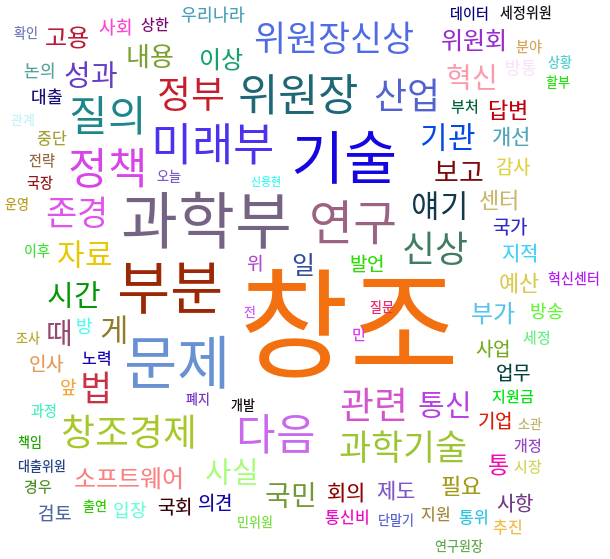 우리나라
데이터
세정위원
확인
고용
사회
상한
위원장신상
위원회
분야
논의
성과
내용
이상
혁신
방통
상황
할부
대출
질의
정부
위원장
산업
부처
답변
관계
중단
미래부
기술
기관
개선
전략
국장
정책
오늘
신용현
보고
감사
운영
존경
과학부
연구
얘기
센터
국가
이후
자료
위
일
발언
신상
지적
시간
부분
창조
예산
혁신센터
때
방
게
전
질문
부가
방송
조사
인사
노력
문제
민
사업
세정
앞
법
폐지
개발
업무
과정
창조경제
다음
관련
통신
지원금
기업
소관
책임
과학기술
개정
대출위원
소프트웨어
사실
통
시장
경우
국민
회의
제도
필요
검토
출연
입장
국회
의견
사항
민위원
통신비
단말기
지원
통위
추진
연구원장